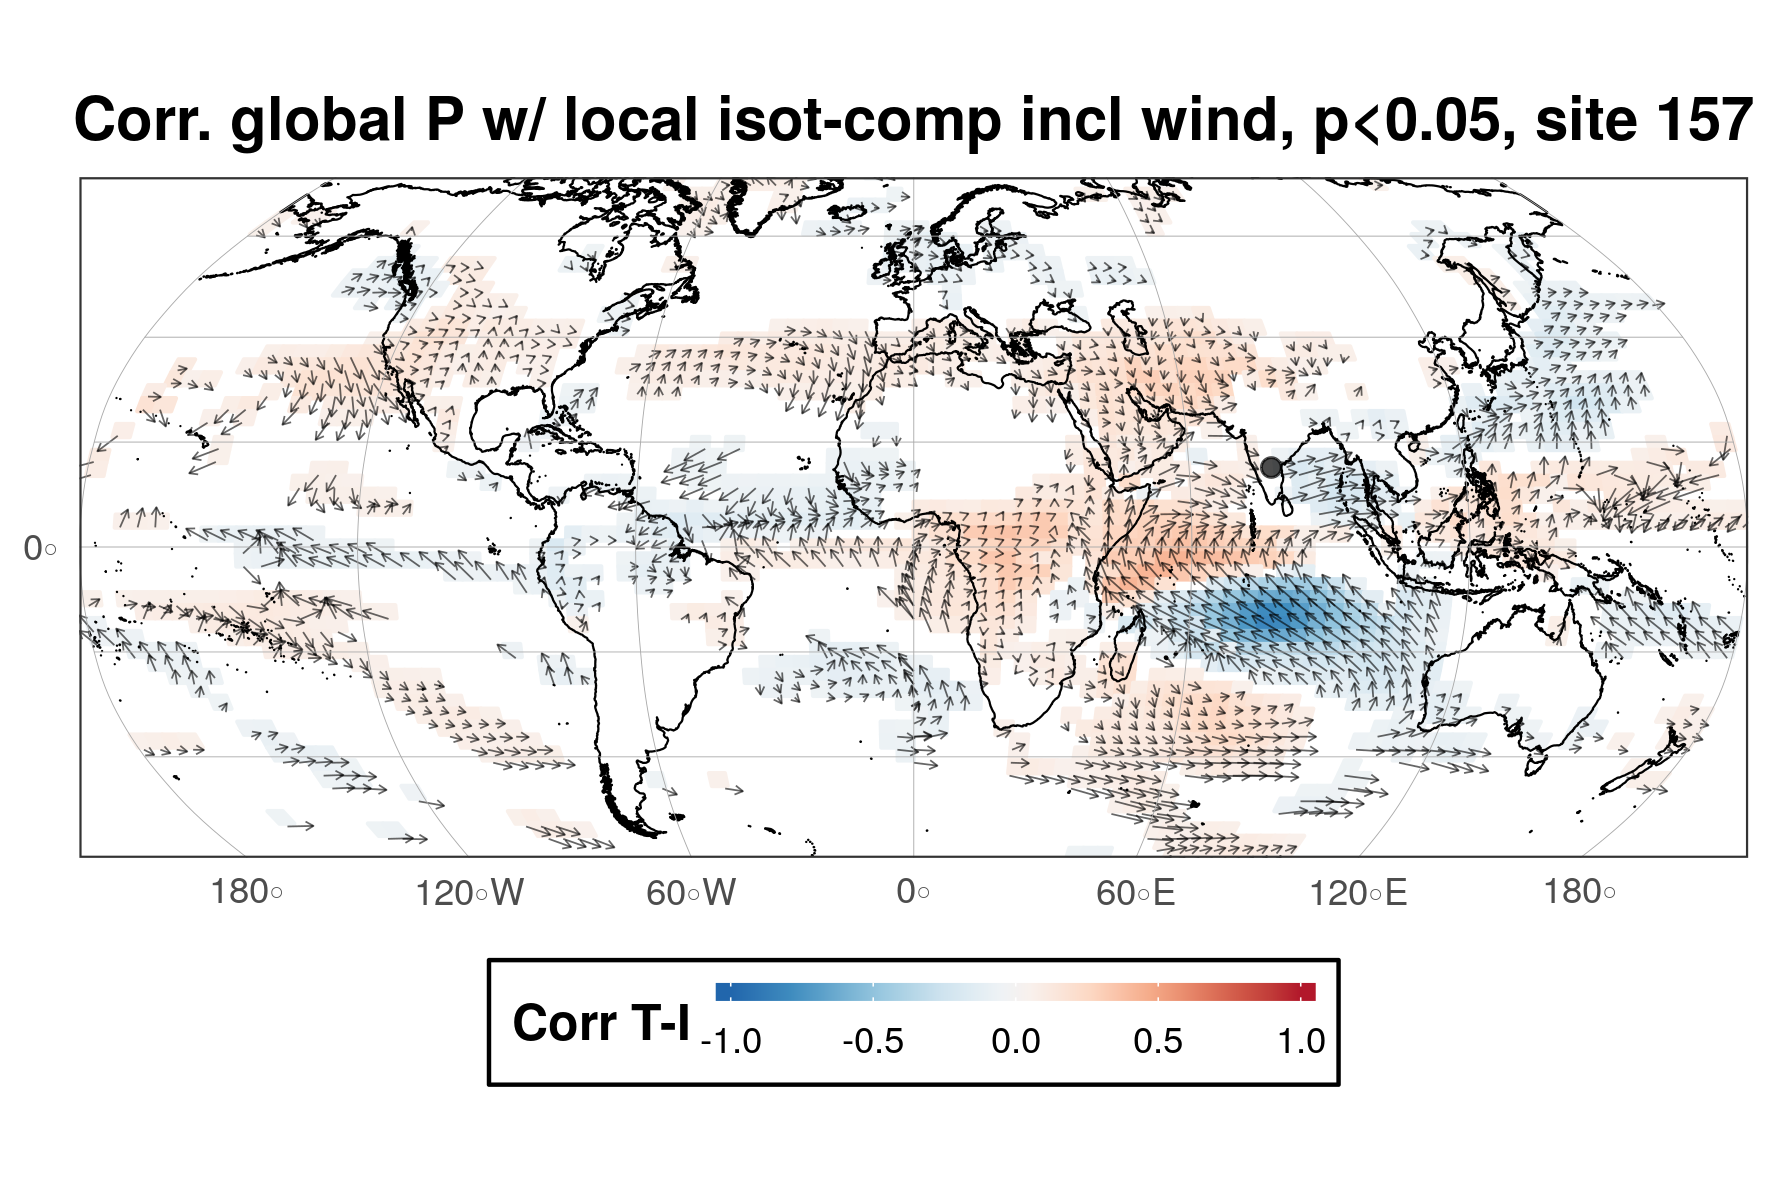 Corr. global P w/ local isot-comp incl wind, p<0.05, site 157
0°
180° 120°W 60°W 0° 60°E 120°E 180°
Corr T-I
-1.0 -0.5 0.0 0.5 1.0